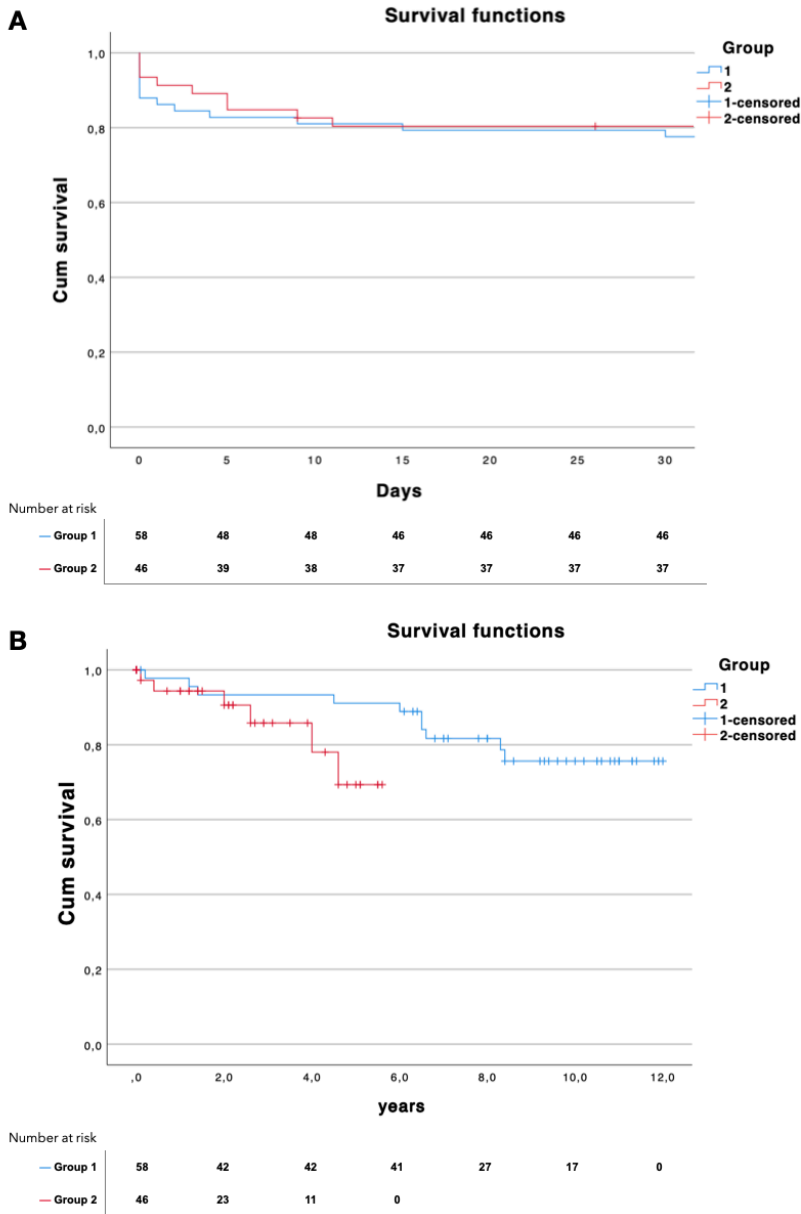 A
Survival functions
Group
1
2
1-censored
2-censored
Cum survival
1,0
0,8
0,6
0,4
0,2
0,0
0 5 10 15 20 25 30
Days
Number at risk
Group 1 58 48 48 46 46 46 46
Group 2 46 39 38 37 37 37 37
B
Survival functions
Group
1
2
1-censored
2-censored
Cum survival
1,0
0,8
0,6
0,4
0,2
0,0
,0 2,0 4,0 6,0 8,0 10,0 12,0
years
Number at risk
Group 1 58 42 42 41 27 17 0
Group 2 46 23 11 0